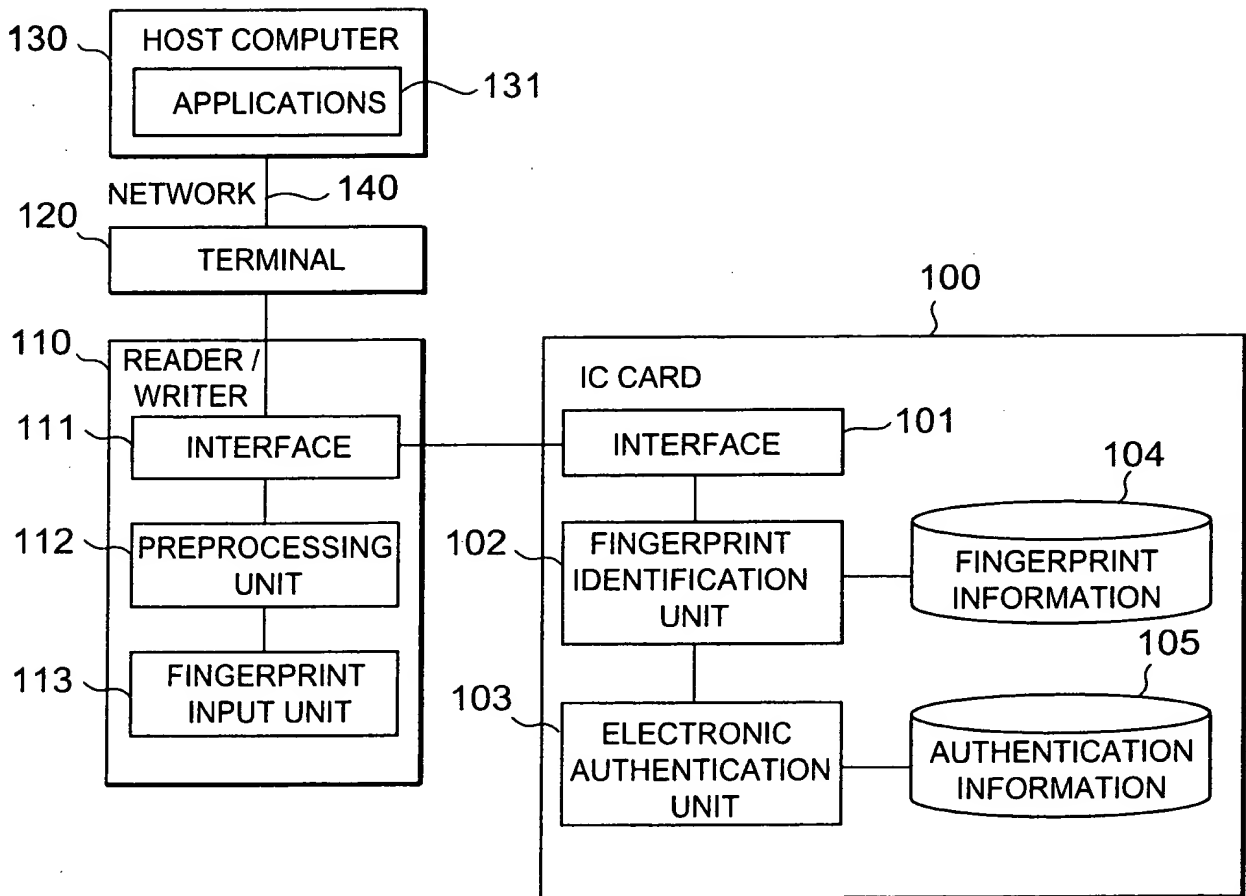 130
HOST COMPUTER
APPLICATIONS
131
NETWORK
140
120
TERMINAL
100
110
READER /
WRITER
IC CARD
111
INTERFACE
INTERFACE
101
104
112
PREPROCESSING
UNIT
102
FINGERPRINT
IDENTIFICATION
UNIT
FINGERPRINT
INFORMATION
113
FINGERPRINT
INPUT UNIT
105
103
ELECTRONIC
AUTHENTICATION
UNIT
AUTHENTICATION
INFORMATION